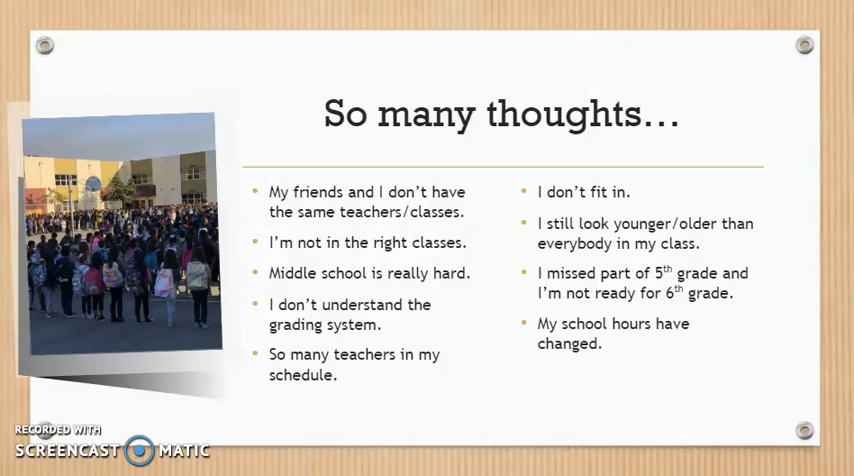 So many thoughts…
My friends and I don't have
the same teachers/classes.
I'm not in the right classes.
Middle school is really hard.
I don't understand the
grading system.
So many teachers in my
schedule.
I don't fit in.
I still look younger/older than
everybody in my class.
I missed part of 5th grade and
I'm not ready for 6th grade.
My school hours have
changed.
RECORDED WITH
SCREENCAST MATIC